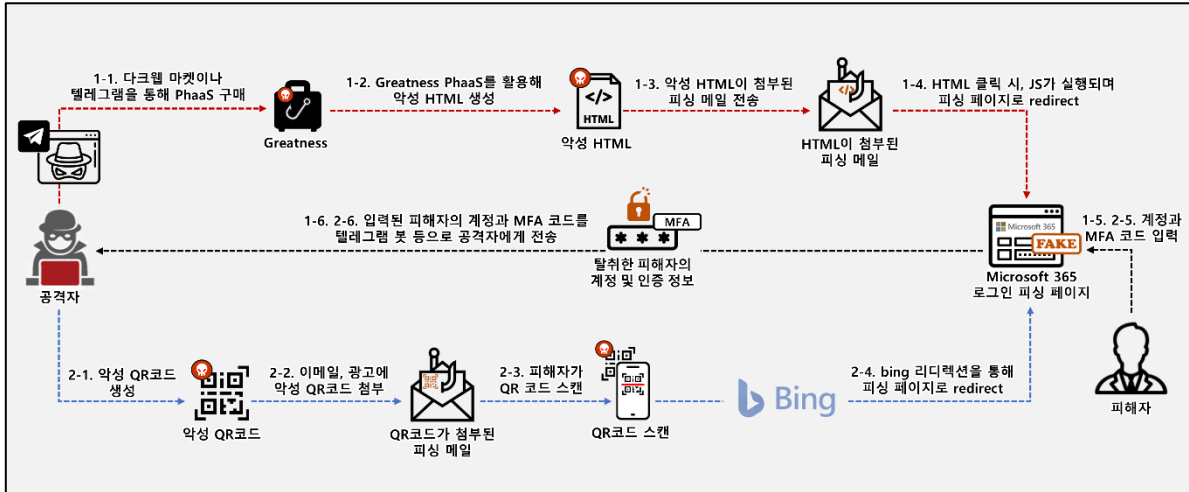 1-1. 다크웹 마켓이나
텔레그램을 통해 PhaaS 구매
Greatness
1-2. Greatness PhaaS를 활용해
악성 HTML 생성
</>
HTML
악성 HTML
1-3. 악성 HTML이 첨부된
피싱 메일 전송
</>
HTML이 첨부된
피싱 메일
1-4. HTML 클릭 시, JS가 실행되며
피싱 페이지로 redirect
공격자
1-6. 2-6. 입력된 피해자의 계정과 MFA 코드를
텔레그램 봇 등으로 공격자에게 전송
MFA
***
탈취한 피해자의
계정 및 인증 정보
Microsoft 365
FAKE
Microsoft 365
로그인 피싱 페이지
1-5. 2-5. 계정과
MFA 코드 입력
피해자
2-1. 악성 QR코드
생성
악성 QR코드
2-2. 이메일, 광고에
악성 QR코드 첨부
QR코드가 첨부된
피싱 메일
2-3. 피해자가
QR 코드 스캔
QR코드 스캔
Bing
2-4. bing 리디렉션을 통해
피싱 페이지로 redirect